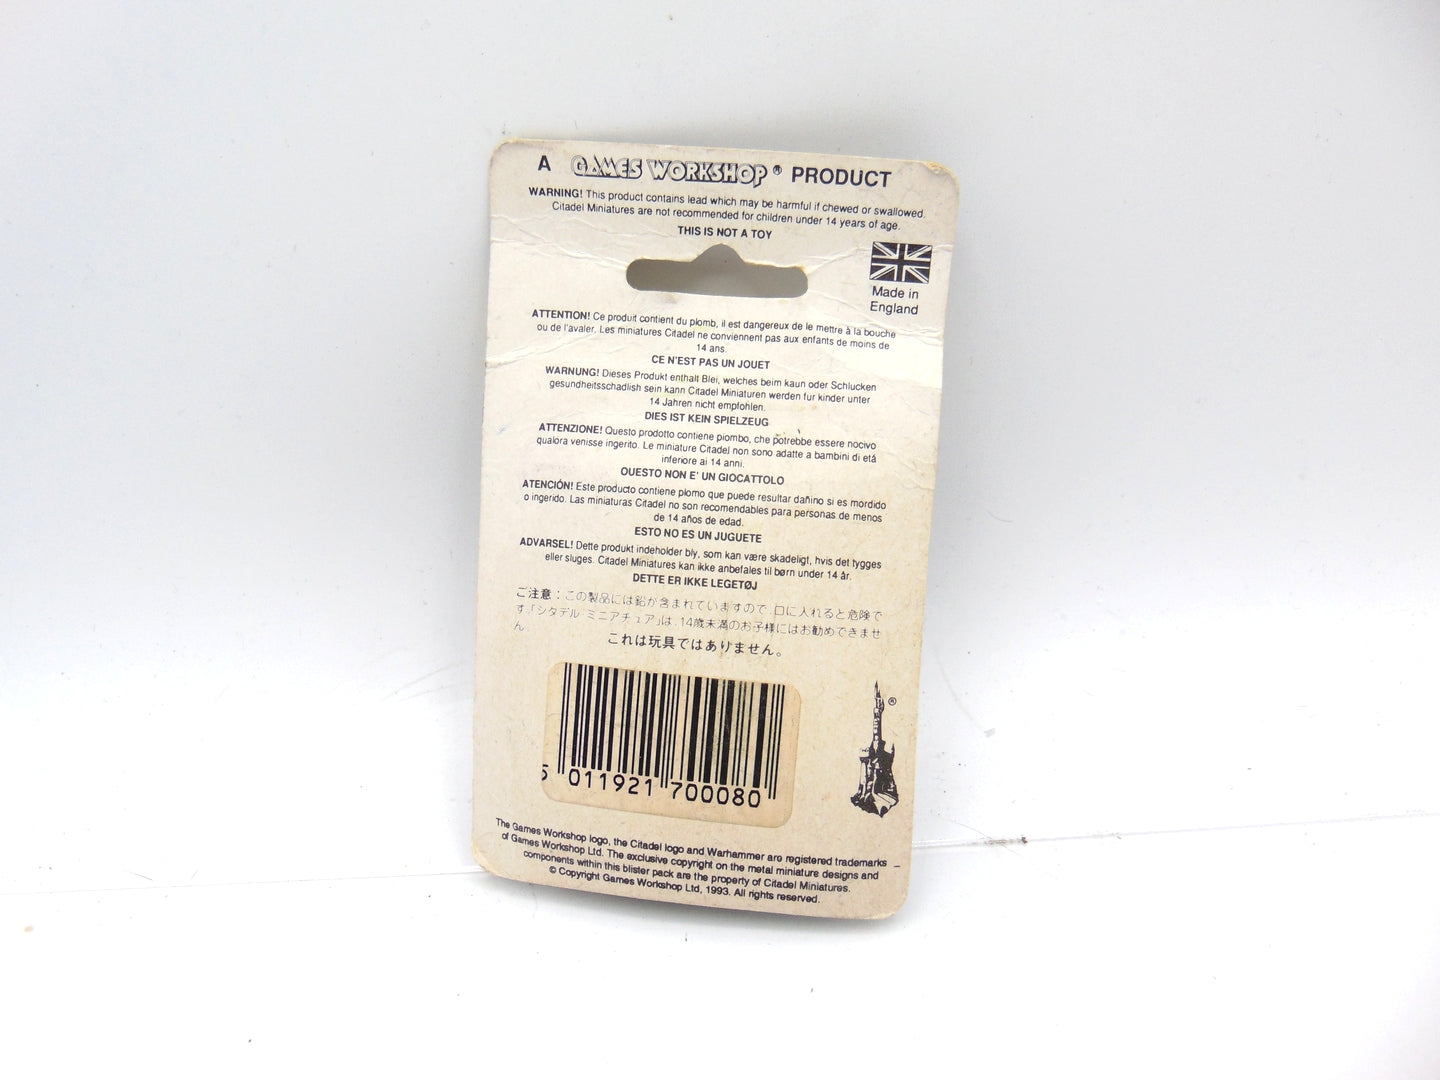 A GAMES WORKSHOP® PRODUCT
WARNING! This product contains lead which may be harmful if chewed or swallowed.
Citadel Miniatures are not recommended for children under 14 years of age.
THIS IS NOT A TOY
Made in
England
ATTENTION! Ce produit contient du plomb, il est dangereux de le mettre à la bouche
ou de l'avaler. Les miniatures Citadel ne conviennent pas aux enfants de moins de
14 ans.
CE N'EST PAS UN JOUET
WARNUNG! Dieses Produkt enthalt Blei, welches beim kaun oder Schlucken
gesundheitsschadlish sein kann Citadel Miniaturen werden fur kinder unter
14 Jahren nicht empfohlen.
DIES IST KEIN SPIELZEUG
ATTENZIONE! Questo prodotto contiene piombo, che potrebbe essere nocivo
qualora venisse ingerito. Le miniature Citadel non sono adatte a bambini di etá
inferiore ai 14 anni.
QUESTO NON E' UN GIOCATTOLO
ATENCIÓN! Este producto contiene plomo que puede resultar dañino si es mordido
o ingerido. Las miniaturas Citadel no son recomendables para personas de menos
de 14 años de edad.
ESTO NO ES UN JUGUETE
ADVARSEL! Dette produkt indeholder bly, som kan være skadeligt, hvis det tygges
eller sluges. Citadel Miniatures kan ikke anbefales til børn under 14 år.
DETTE ER IKKE LEGETØJ
ご注意：この製品には鉛が含まれていますので、口に入れると危険で
す。「シタデル ミニアチュア」は、14歳未満のお子様にはお勧めできませ
ん。
これは玩具ではありません。
®
5 011921 700080
The Games Workshop logo, the Citadel logo and Warhammer are registered trademarks
of Games Workshop Ltd. The exclusive copyright on the metal miniature designs and
components within this blister pack are the property of Citadel Miniatures.
© Copyright Games Workshop Ltd, 1993. All rights reserved.